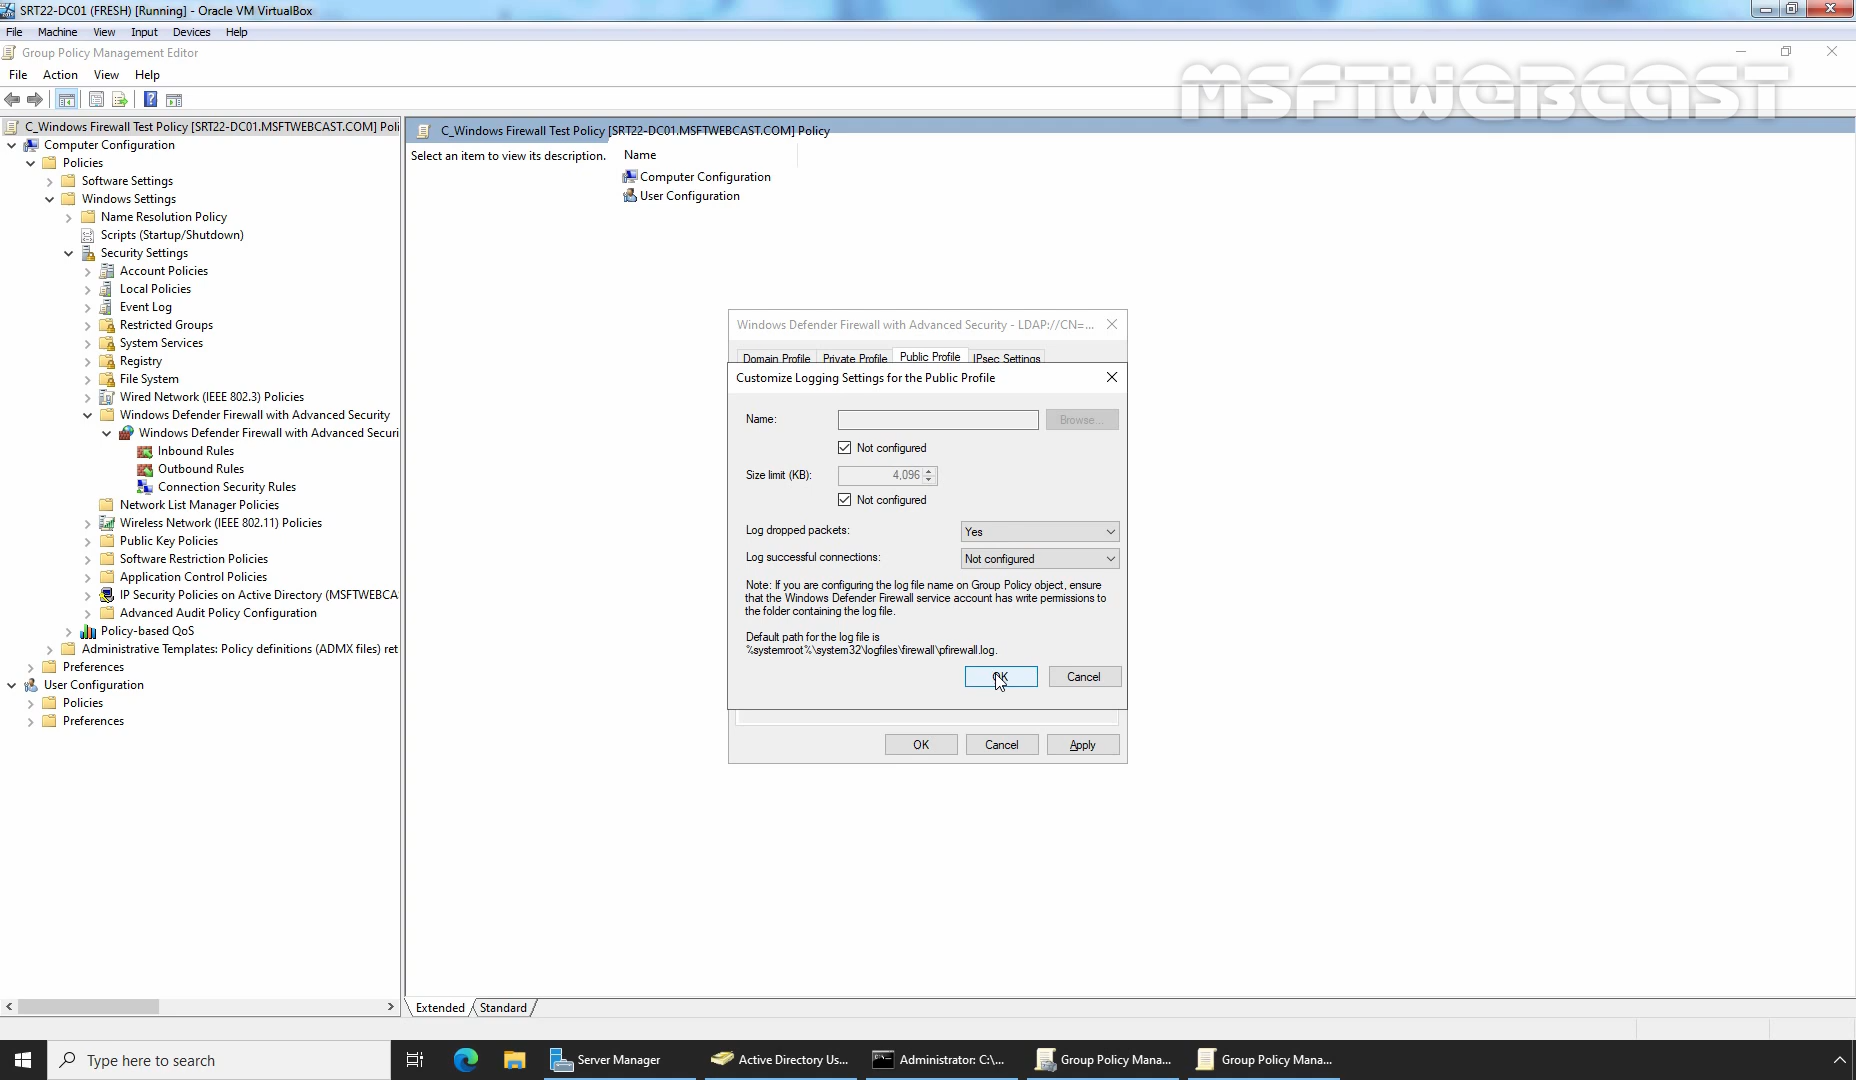 SRT22-DC01 (FRESH) [Running] - Oracle VM VirtualBox
File Machine View Input Devices Help
Group Policy Management Editor
File Action View Help
MSFTWEBCAST
C_Windows Firewall Test Policy [SRT22-DC01.MSFTWEBCAST.COM] Poli
Computer Configuration
Policies
Software Settings
Windows Settings
Name Resolution Policy
Scripts (Startup/Shutdown)
Security Settings
Account Policies
Local Policies
Event Log
Restricted Groups
System Services
Registry
File System
Wired Network (IEEE 802.3) Policies
Windows Defender Firewall with Advanced Security
Windows Defender Firewall with Advanced Securi
Inbound Rules
Outbound Rules
Connection Security Rules
Network List Manager Policies
Wireless Network (IEEE 802.11) Policies
Public Key Policies
Software Restriction Policies
Application Control Policies
IP Security Policies on Active Directory (MSFTWEBCA
Advanced Audit Policy Configuration
Policy-based QoS
Administrative Templates: Policy definitions (ADMX files) ret
Preferences
User Configuration
Policies
Preferences
C_Windows Firewall Test Policy [SRT22-DC01.MSFTWEBCAST.COM] Policy
Select an item to view its description.
Name
Computer Configuration
User Configuration
Windows Defender Firewall with Advanced Security - LDAP://CN=...
Domain Profile Private Profile Public Profile IPsec Settings
Customize Logging Settings for the Public Profile
Name: Browse...
Not configured
Size limit (KB): 4,096
Not configured
Log dropped packets: Yes
Log successful connections: Not configured
Note: If you are configuring the log file name on Group Policy object, ensure
that the Windows Defender Firewall service account has write permissions to
the folder containing the log file.
Default path for the log file is
%systemroot%\system32\logfiles\firewall\pfirewall.log.
OK Cancel
OK Cancel Apply
Extended Standard
Type here to search
Server Manager
Active Directory Us...
Administrator: C:\...
Group Policy Mana...
Group Policy Mana...